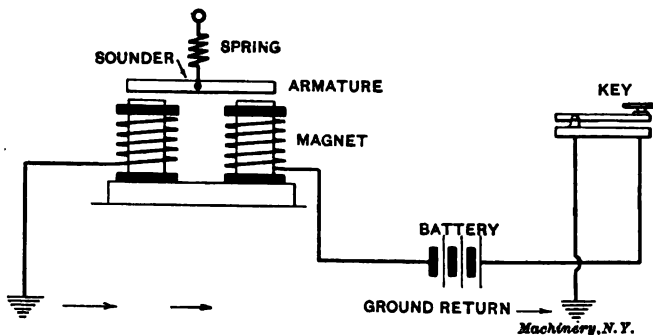 SPRING
SOUNDER
ARMATURE
KEY
MAGNET
BATTERY
GROUND RETURN
Machinery, N.Y.